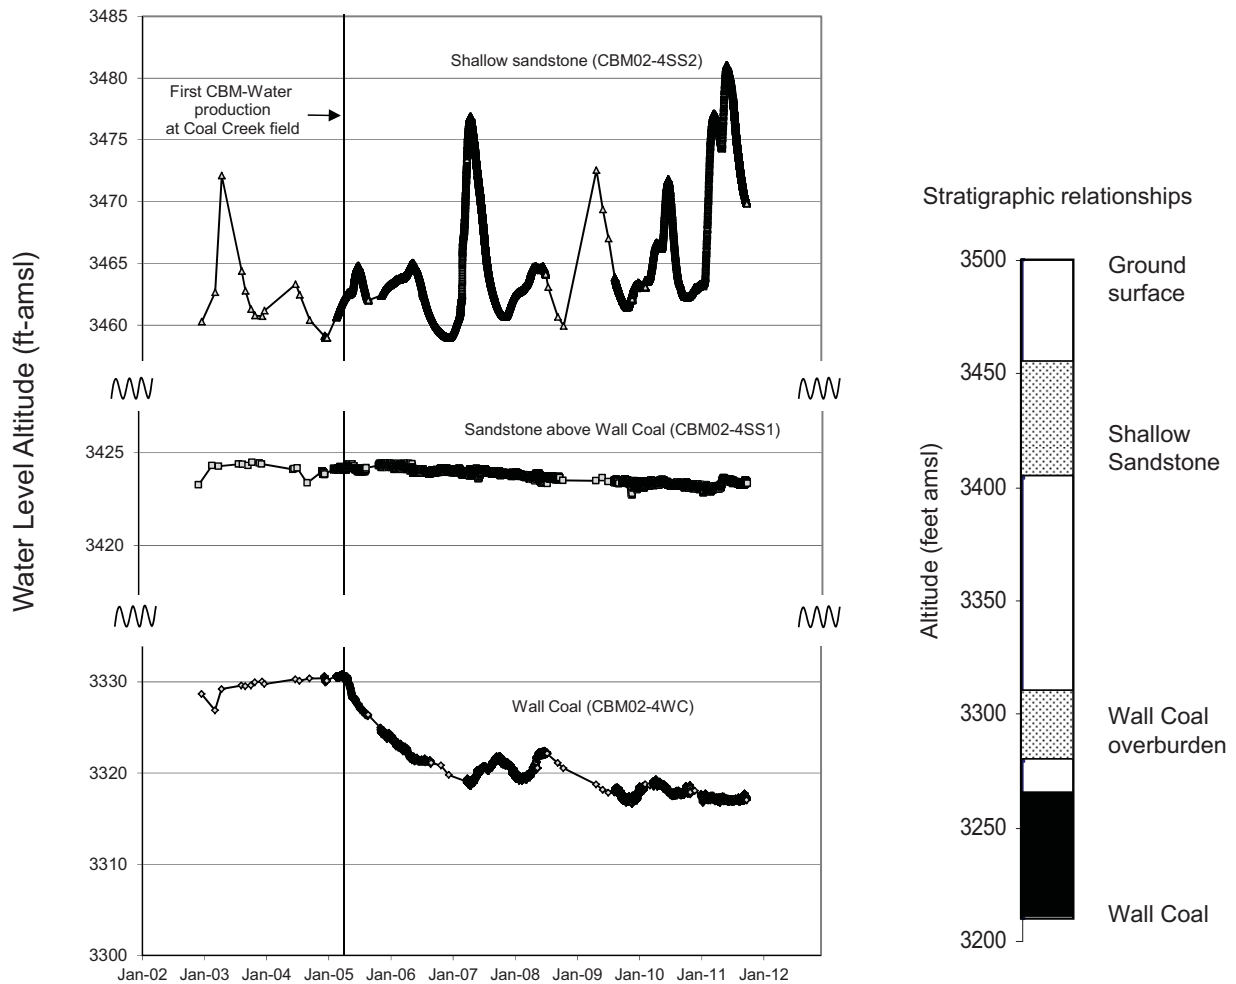 Water Level Altitude (ft-amsl)
3485
3480
3475
3470
3465
3460
Shallow sandstone (CBM02-4SS2)
First CBM-Water
production
at Coal Creek field
3425
3420
Sandstone above Wall Coal (CBM02-4SS1)
3330
3320
3310
3300
Wall Coal (CBM02-4WC)
Jan-02 Jan-03 Jan-04 Jan-05 Jan-06 Jan-07 Jan-08 Jan-09 Jan-10 Jan-11 Jan-12
Stratigraphic relationships
Altitude (feet amsl)
3500
3450
3400
3350
3300
3250
3200
Ground
surface
Shallow
Sandstone
Wall Coal
overburden
Wall Coal